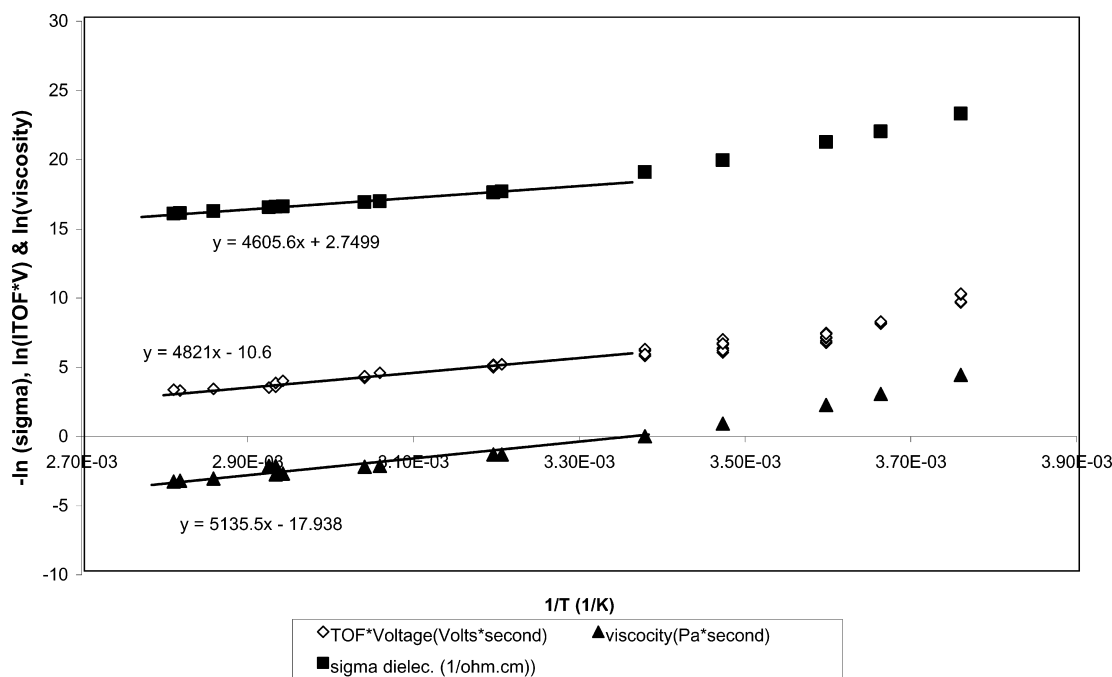 -ln (sigma), ln(lTOF*V) & ln(viscosity)
30
25
20
15
10
5
0
-5
-10
y = 4605.6x + 2.7499
y = 4821x - 10.6
y = 5135.5x - 17.938
2.70E-03 2.90E-03 3.10E-03 3.30E-03 3.50E-03 3.70E-03 3.90E-03
1/T (1/K)
TOF*Voltage(Volts*second) viscocity(Pa*second)
sigma dielec. (1/ohm.cm))